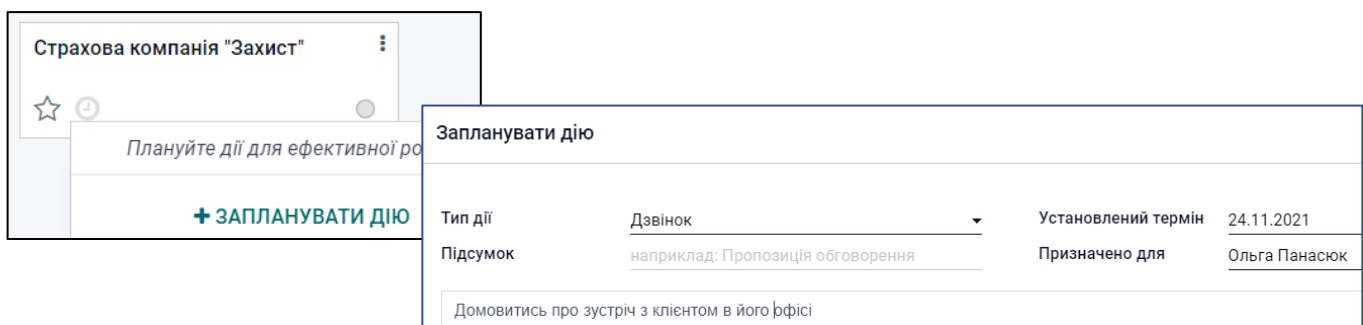 Страхова компанія "Захист"
Плануйте дії для ефективної ро
+ ЗАПЛАНУВАТИ ДІЮ
Запланувати дію
Тип дії Дзвінок Установлений термін 24.11.2021
Підсумок наприклад: Пропозиція обговорення Призначено для Ольга Панасюк
Домовитись про зустріч з клієнтом в його офісі